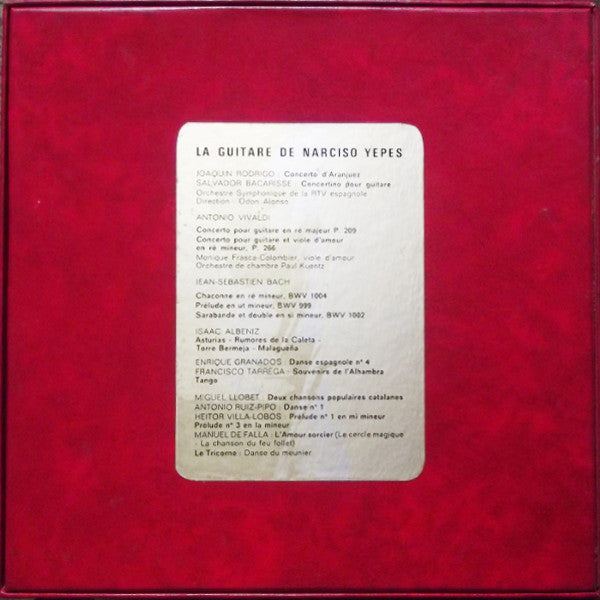 LA GUITARE DE NARCISO YEPES
JOAQUIN RODRIGO : Concerto d'Aranjuez
SALVADOR BACARISSE : Concertino pour guitare
Orchestre Symphonique de la RTV espagnole
Direction : Odon Alonso
ANTONIO VIVALDI
Concerto pour guitare en ré majeur P. 209
Concerto pour guitare et viole d'amour
en ré mineur, P. 266
Monique Frasca-Colombier, viole d'amour
Orchestre de chambre Paul Kuentz
JEAN-SEBASTIEN BACH
Chaconne en ré mineur, BWV 1004
Prélude en ut mineur, BWV 999
Sarabande et double en si mineur, BWV 1002
ISAAC ALBENIZ
Asturias - Rumores de la Caleta -
Torre Bermeja - Malagueña
ENRIQUE GRANADOS : Danse espagnole n° 4
FRANCISCO TARREGA : Souvenirs de l'Alhambra
Tango
MIGUEL LLOBET : Deux chansons populaires catalanes
ANTONIO RUIZ-PIPO : Danse n° 1
HEITOR VILLA-LOBOS : Prélude n° 1 en mi mineur
Prélude n° 3 en la mineur
MANUEL DE FALLA : L'Amour sorcier (Le cercle magique
- La chanson du feu follet)
Le Tricorne : Danse du meunier